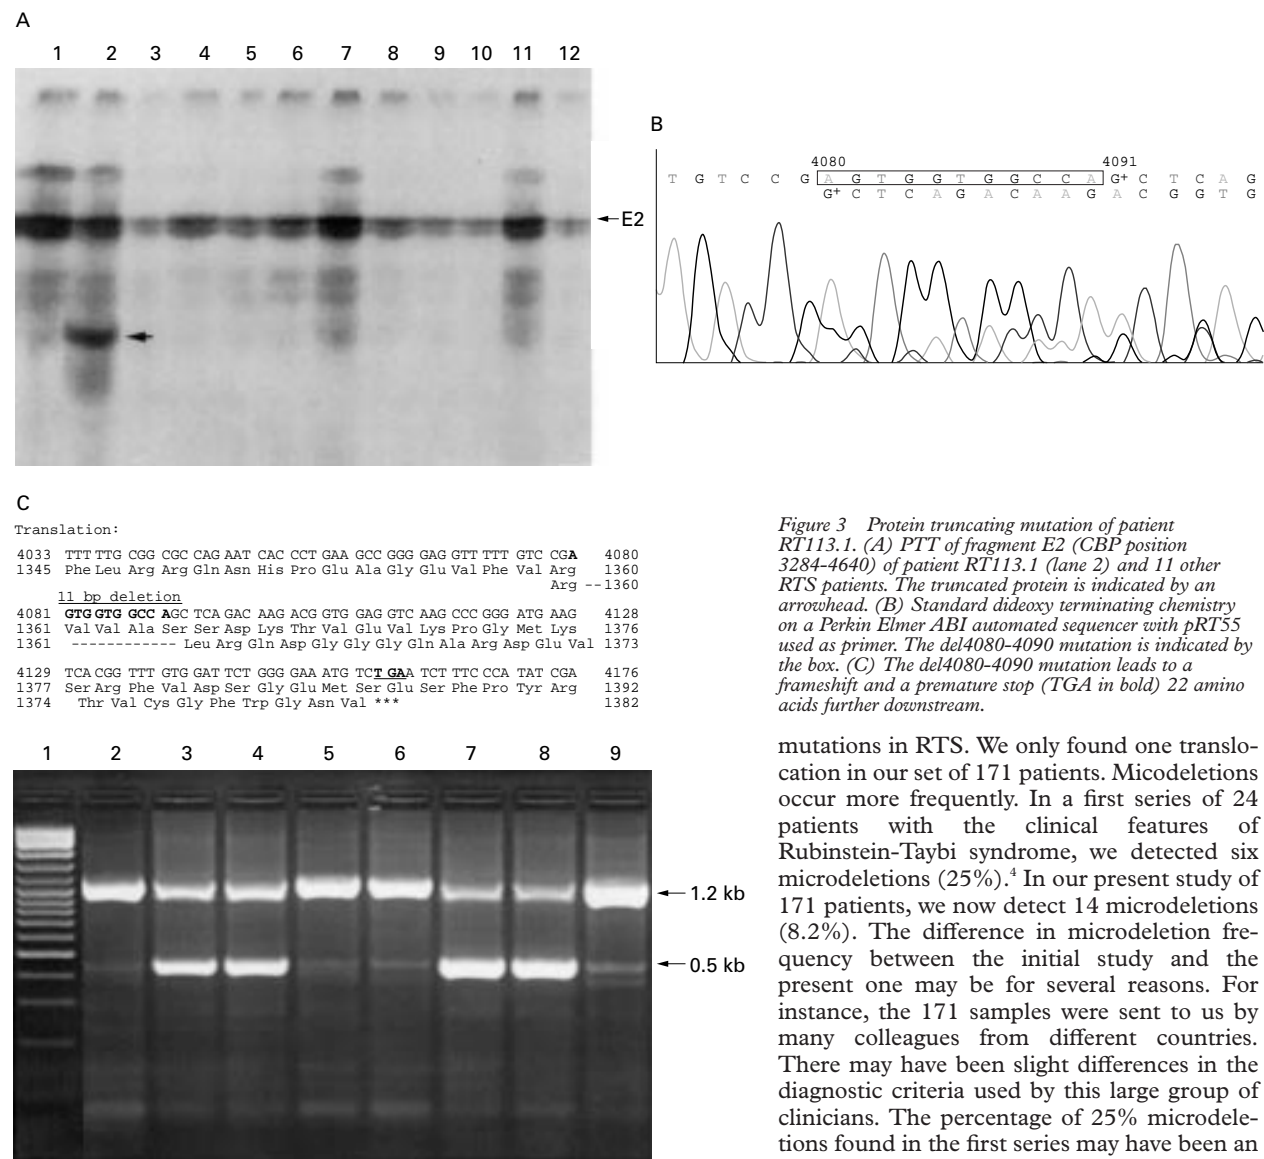 A
1 2 3 4 5 6 7 8 9 10 11 12
E2
B
4080 4091
T G T C C G A G T G G T G G C C A G+ C T C A G
G+ C T C A G A C A A G A C G G T G
C
Translation:
4033 TTT TTG CGG CGC CAG AAT CAC CCT GAA GCC GGG GAG GTT TTT GTC CGA 4080
1345 Phe Leu Arg Arg Gln Asn His Pro Glu Ala Gly Glu Val Phe Val Arg 1360
Arg --1360
11 bp deletion
4081 GTG GTG GCC AGC TCA GAC AAG ACG GTG GAG GTC AAG CCC GGG ATG AAG 4128
1361 Val Val Ala Ser Ser Asp Lys Thr Val Glu Val Lys Pro Gly Met Lys 1376
1361 ------------ Leu Arg Gln Asp Gly Gly Gly Gln Ala Arg Asp Glu Val 1373
4129 TCA CGG TTT GTG GAT TCT GGG GAA ATG TCT GAA TCT TTC CCA TAT CGA 4176
1377 Ser Arg Phe Val Asp Ser Gly Glu Met Ser Glu Ser Phe Pro Tyr Arg 1392
1374 Thr Val Cys Gly Phe Trp Gly Asn Val *** 1382
1 2 3 4 5 6 7 8 9
1.2 kb
0.5 kb
Figure 3 Protein truncating mutation of patient
RT113.1. (A) PTT of fragment E2 (CBP position
3284-4640) of patient RT113.1 (lane 2) and 11 other
RTS patients. The truncated protein is indicated by an
arrowhead. (B) Standard dideoxy terminating chemistry
on a Perkin Elmer ABI automated sequencer with pRT55
used as primer. The del4080-4090 mutation is indicated by
the box. (C) The del4080-4090 mutation leads to a
frameshift and a premature stop (TGA in bold) 22 amino
acids further downstream.
mutations in RTS. We only found one translo-
cation in our set of 171 patients. Micodeletions
occur more frequently. In a first series of 24
patients with the clinical features of
Rubinstein-Taybi syndrome, we detected six
microdeletions (25%).4 In our present study of
171 patients, we now detect 14 microdeletions
(8.2%). The difference in microdeletion fre-
quency between the initial study and the
present one may be for several reasons. For
instance, the 171 samples were sent to us by
many colleagues from different countries.
There may have been slight differences in the
diagnostic criteria used by this large group of
clinicians. The percentage of 25% microdele-
tions found in the first series may have been an